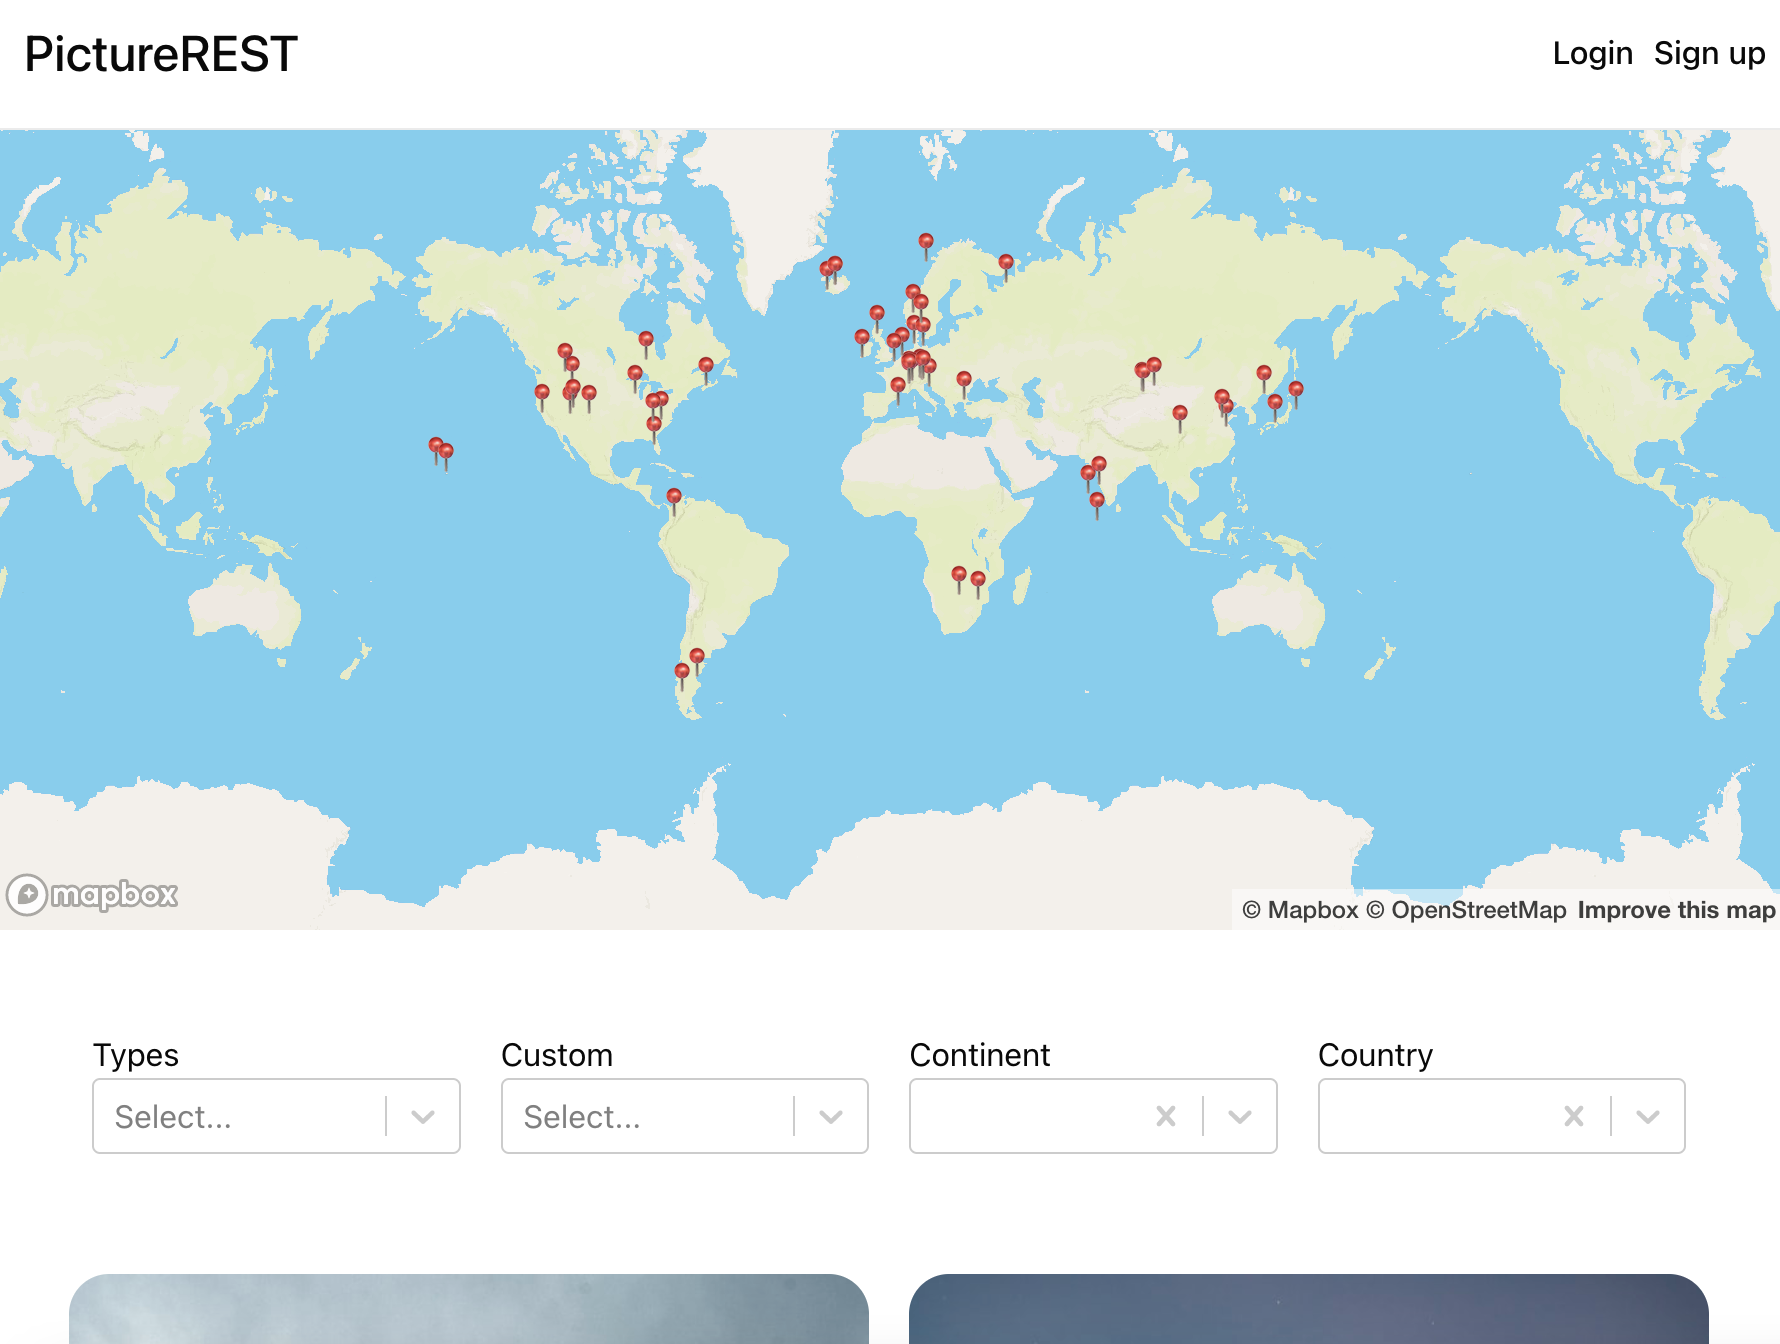 PictureREST
Login Sign up
mapbox
© Mapbox © OpenStreetMap Improve this map
Types Custom Continent Country
Select... Select...